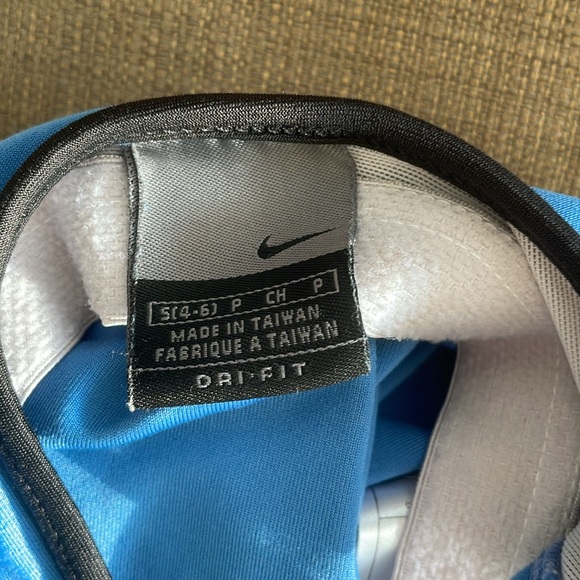 S(4-6) P CH P
MADE IN TAIWAN
FABRIQUE A TAIWAN
DRI-FIT